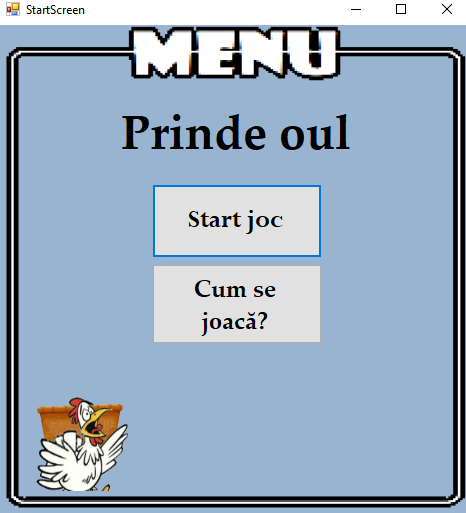 StartScreen
MENU
Prinde oul
Start joc
Cum se
joacă?